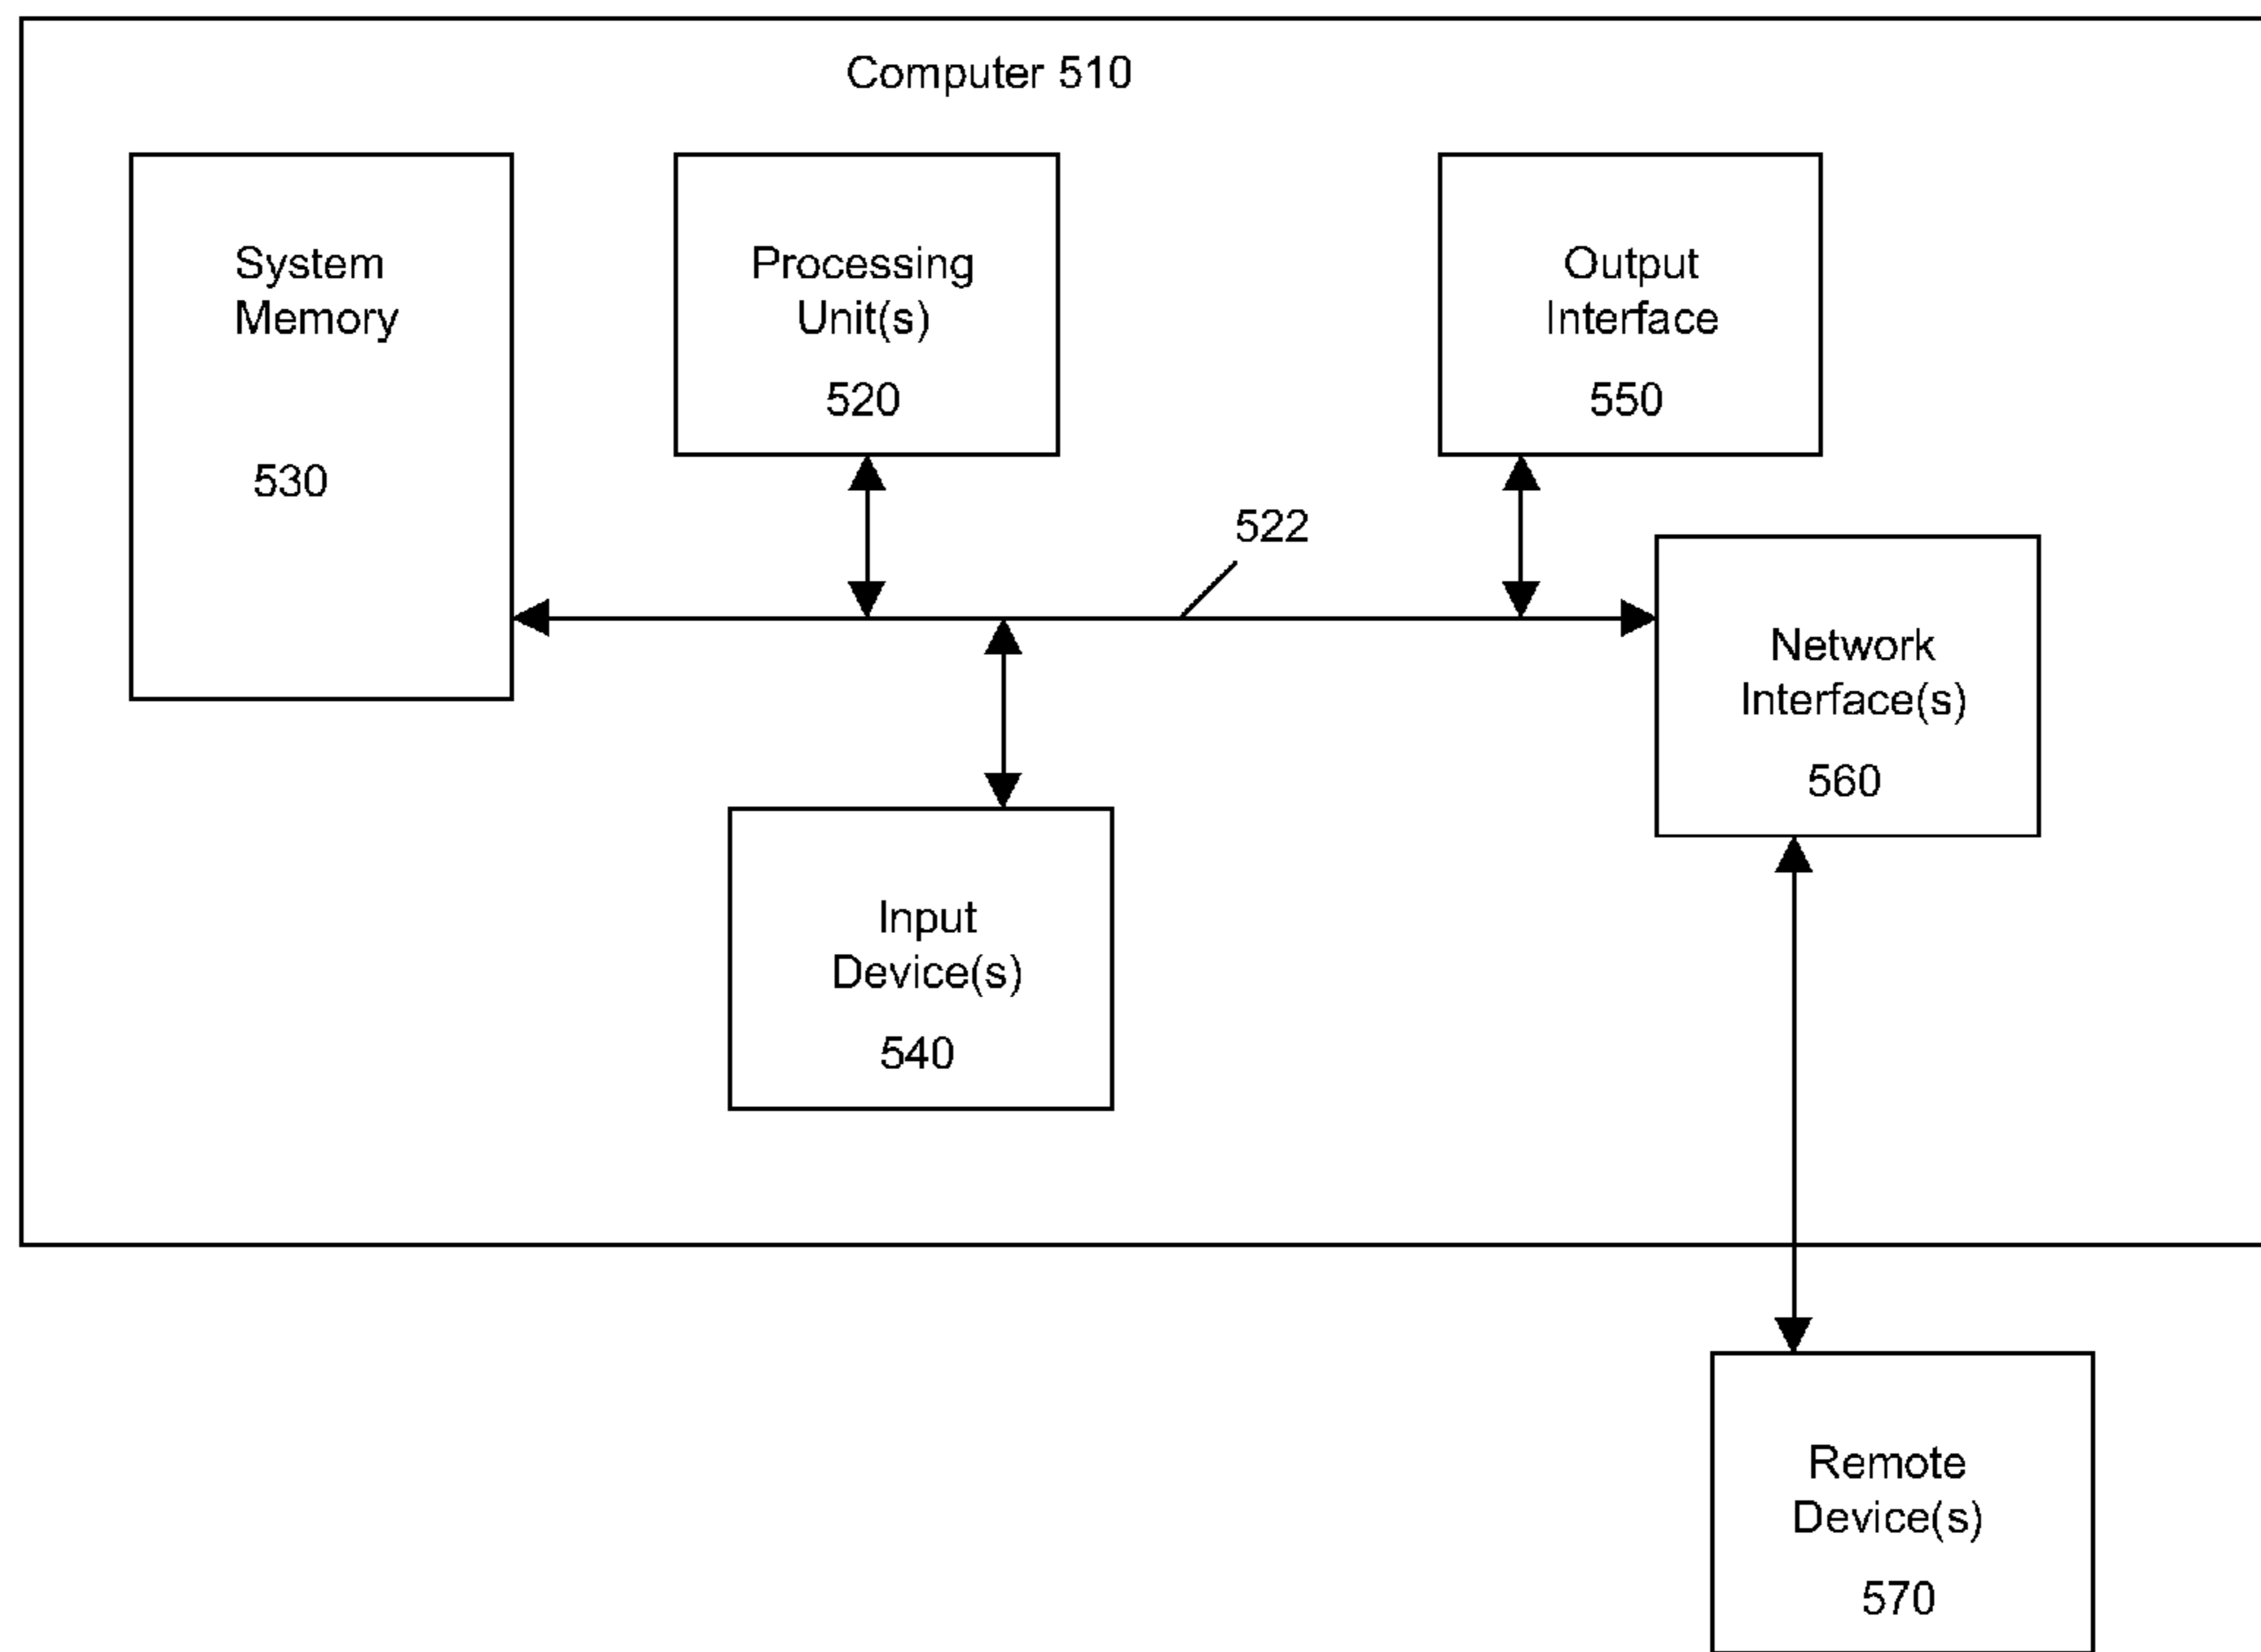 Computer 510
System
Memory
530
Processing
Unit(s)
520
Output
Interface
550
522
Network
Interface(s)
560
Input
Device(s)
540
Remote
Device(s)
570